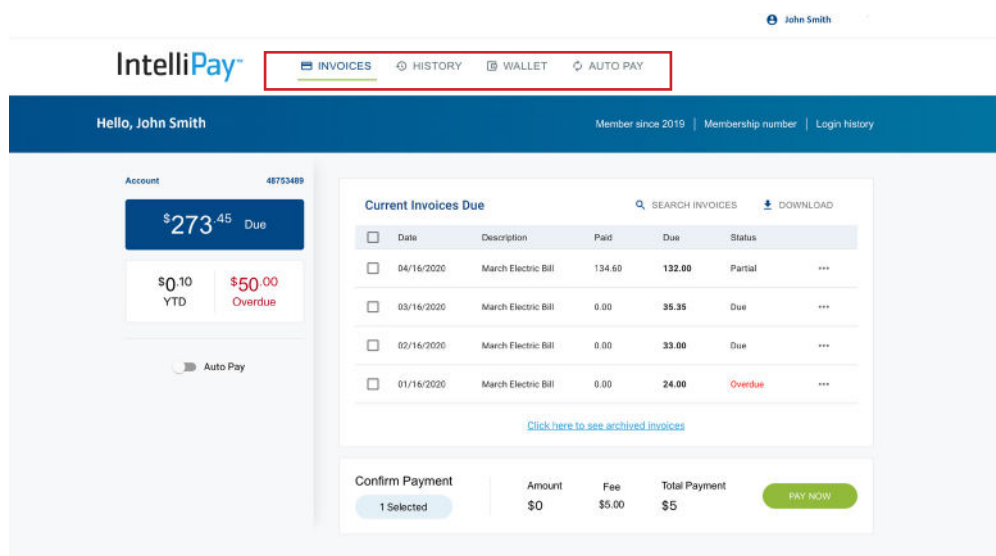 John Smith
IntelliPay™ INVOICES HISTORY WALLET AUTO PAY
Hello, John Smith Member since 2019 | Membership number | Login history
Account 48753489
$273.45 Due
$0.10 $50.00
YTD Overdue
Auto Pay
Current Invoices Due SEARCH INVOICES DOWNLOAD
Date Description Paid Due Status
04/16/2020 March Electric Bill 134.60 132.00 Partial ...
03/16/2020 March Electric Bill 0.00 35.35 Due ...
02/16/2020 March Electric Bill 0.00 33.00 Due ...
01/16/2020 March Electric Bill 0.00 24.00 Overdue ...
Click here to see archived invoices
Confirm Payment Amount Fee Total Payment
1 Selected $0 $5.00 $5 PAY NOW